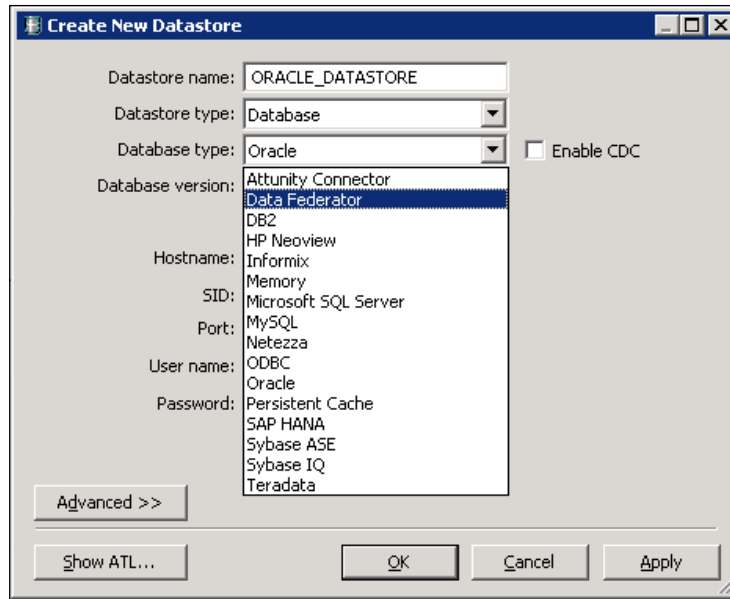 Create New Datastore
Datastore name: ORACLE_DATASTORE
Datastore type: Database
Database type: Oracle Enable CDC
Database version: Attunity Connector
Data Federator
DB2
HP Neoview
Hostname: Informix
Memory
SID: Microsoft SQL Server
Port: MySQL
Netezza
User name: ODBC
Oracle
Password: Persistent Cache
SAP HANA
Sybase ASE
Sybase IQ
Teradata
Advanced >>
Show ATL... OK Cancel Apply